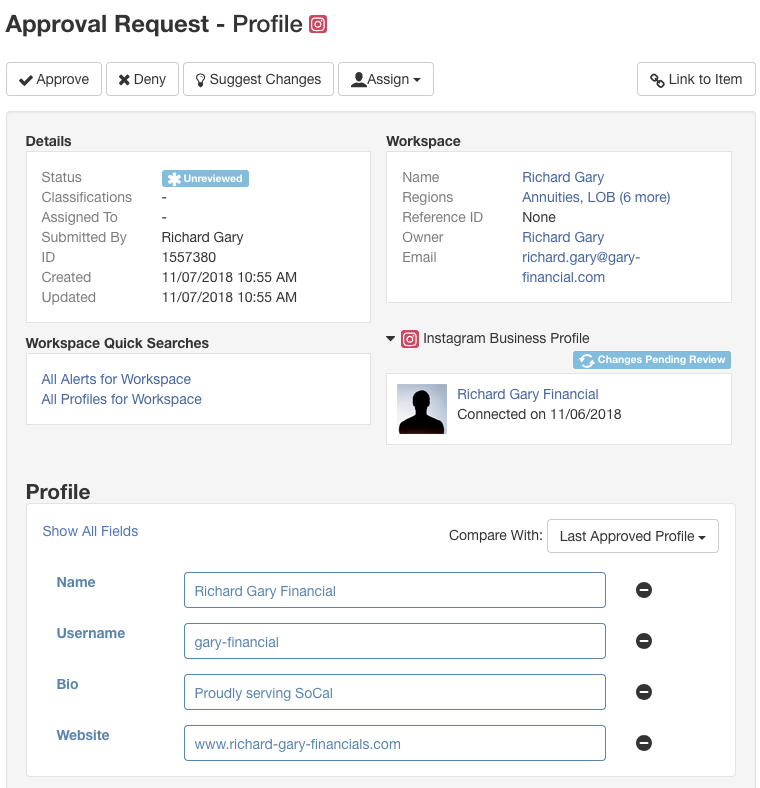 Approval Request - Profile
Approve
Deny
Suggest Changes
Assign
Link to Item
Details
Status Unreviewed
Classifications -
Assigned To -
Submitted By Richard Gary
ID 1557380
Created 11/07/2018 10:55 AM
Updated 11/07/2018 10:55 AM
Workspace Quick Searches
All Alerts for Workspace
All Profiles for Workspace
Workspace
Name Richard Gary
Regions Annuities, LOB (6 more)
Reference ID None
Owner Richard Gary
Email richard.gary@gary-
financial.com
Instagram Business Profile
Changes Pending Review
Richard Gary Financial
Connected on 11/06/2018
Profile
Show All Fields
Compare With: Last Approved Profile
Name Richard Gary Financial
Username gary-financial
Bio Proudly serving SoCal
Website www.richard-gary-financials.com